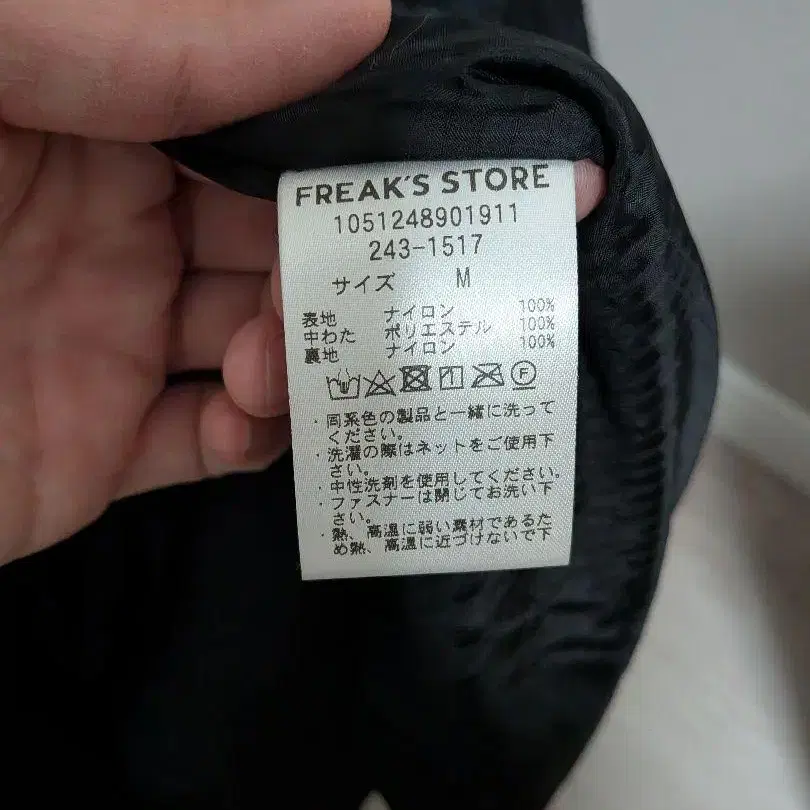 FREAK'S STORE
1051248901911
243-1517
サイズ M
表地 ナイロン 100%
中わた ポリエステル 100%
裏地 ナイロン 100%
F
・同系色の製品と一緒に洗って
ください。
・洗濯の際はネットをご使用下
さい。
・中性洗剤を使用してください。
・ファスナーは閉じてお洗い下
さい。
・熱、高温に弱い素材であるた
め熱、高温に近づけないで下